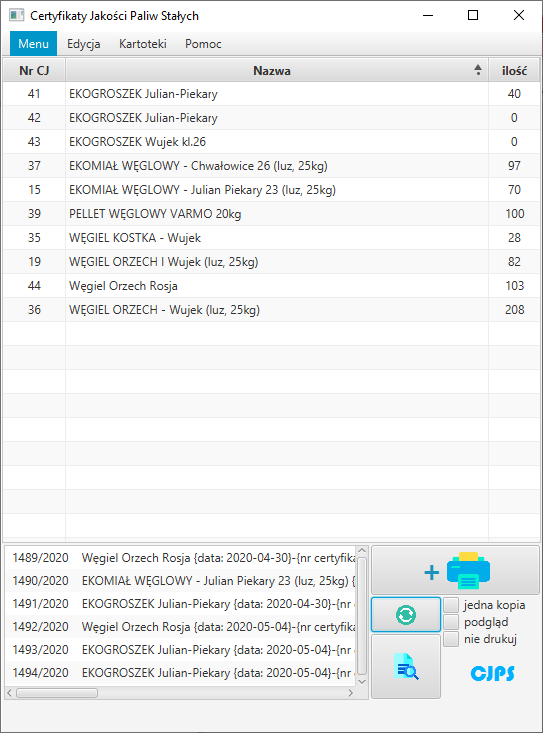 Certyfikaty Jakości Paliw Stałych
Menu Edycja Kartoteki Pomoc
Nr CJ Nazwa ilość
41 EKOGROSZEK Julian-Piekary 40
42 EKOGROSZEK Julian-Piekary 0
43 EKOGROSZEK Wujek kl.26 0
37 EKOMIAŁ WĘGLOWY - Chwałowice 26 (luz, 25kg) 97
15 EKOMIAŁ WĘGLOWY - Julian Piekary 23 (luz, 25kg) 70
39 PELLET WĘGLOWY VARMO 20kg 100
35 WĘGIEL KOSTKA - Wujek 28
19 WĘGIEL ORZECH I Wujek (luz, 25kg) 82
44 Węgiel Orzech Rosja 103
36 WĘGIEL ORZECH - Wujek (luz, 25kg) 208
1489/2020 Węgiel Orzech Rosja {data: 2020-04-30}-{nr certyfika
1490/2020 EKOMIAŁ WĘGLOWY - Julian Piekary 23 (luz, 25kg) {
1491/2020 EKOGROSZEK Julian-Piekary {data: 2020-04-30}-{nr c
1492/2020 Węgiel Orzech Rosja {data: 2020-05-04}-{nr certyfika
1493/2020 EKOGROSZEK Julian-Piekary {data: 2020-05-04}-{nr c
1494/2020 EKOGROSZEK Julian-Piekary {data: 2020-05-04}-{nr c
+
jedna kopia
podgląd
nie drukuj
CJPS